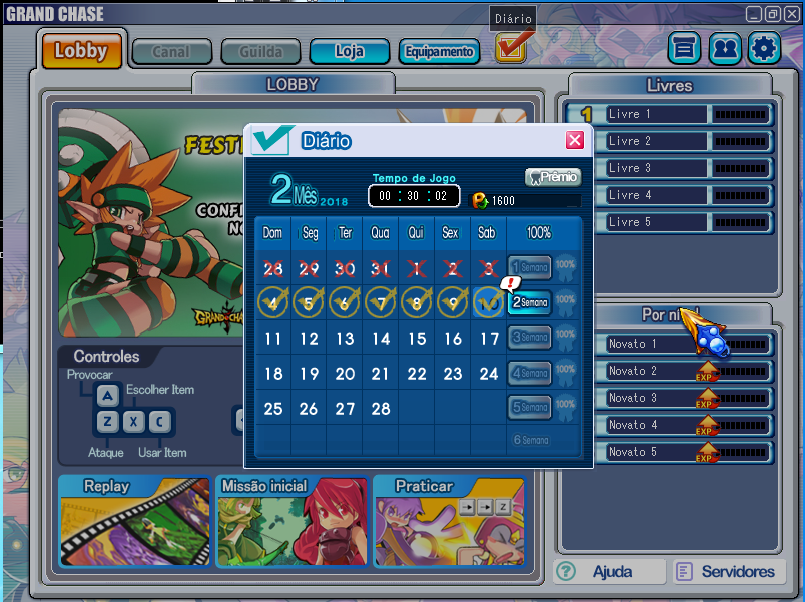 GRAND CHASE
Diário
Lobby
Canal
Guilda
Loja
Equipamento
LOBBY
Livres
1
Livre 1
Livre 2
Livre 3
Livre 4
Livre 5
Diário
2 Mês 2018
Tempo de Jogo
00 : 30 : 02
Prêmio
1600
Dom Seg Ter Qua Qui Sex Sab 100%
28 29 30 31 1 2 3 1 Semana 100%
4 5 6 7 8 9 ! 2 Semana 100%
11 12 13 14 15 16 17 3 Semana 100%
18 19 20 21 22 23 24 4 Semana 100%
25 26 27 28 5 Semana 100%
6 Semana
Controles
Provocar
Escolher Item
A
Z X C
Ataque
Usar Item
Por
Novato 1
Novato 2 EXP
Novato 3 EXP
Novato 4 EXP
Novato 5 EXP
Replay
Missão inicial
Praticar
Z
Ajuda
Servidores